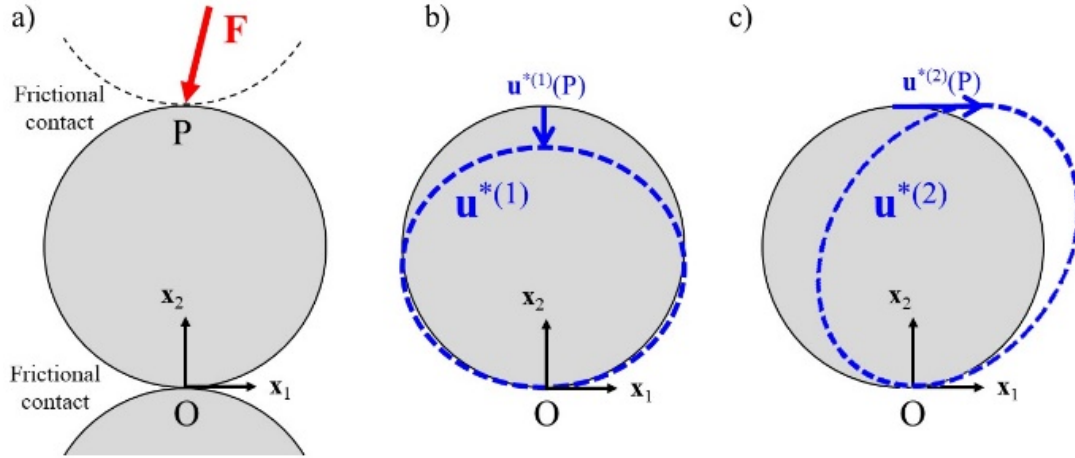 a)
F
Frictional
contact
P
x₂
Frictional
contact
x₁
O
b)
u*(1)(P)
u*(1)
x₂
x₁
O
c)
u*(2)(P)
u*(2)
x₂
x₁
O